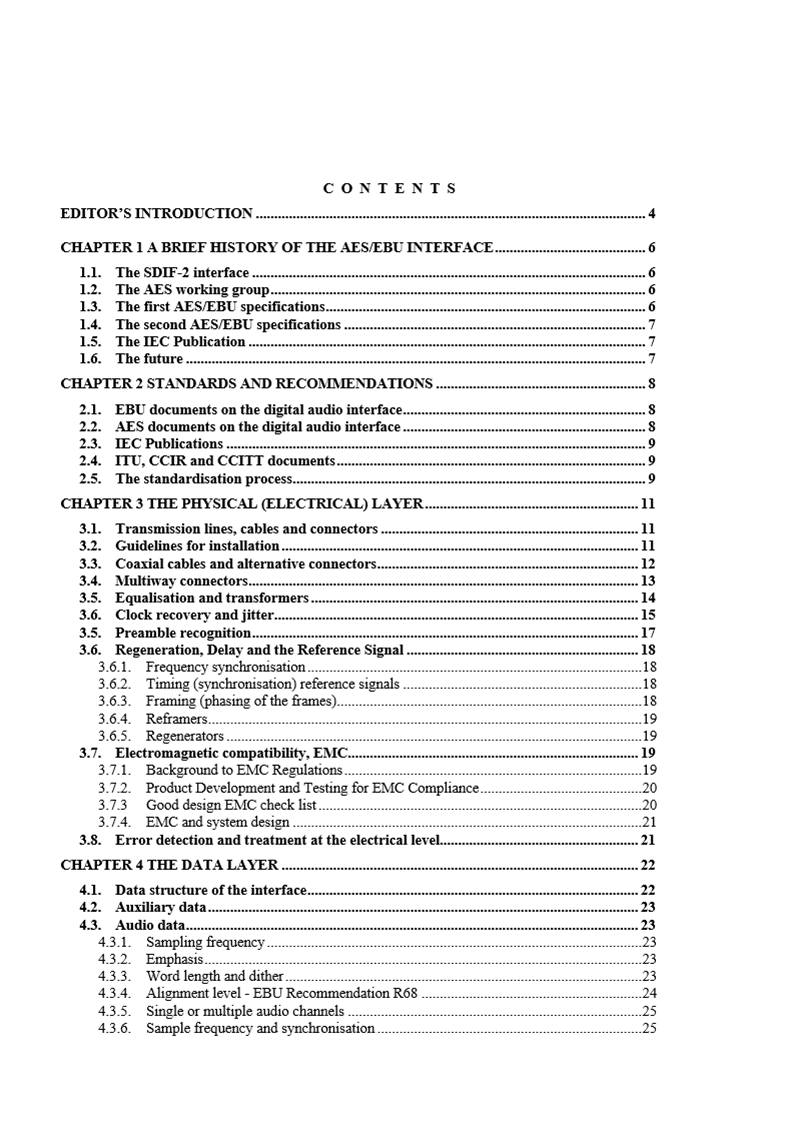 C O N T E N T S
EDITOR'S INTRODUCTION ........ 4
CHAPTER 1 A BRIEF HISTORY OF THE AES/EBU INTERFACE ........ 6
1.1. The SDIF-2 interface ........ 6
1.2. The AES working group ........ 6
1.3. The first AES/EBU specifications ........ 6
1.4. The second AES/EBU specifications ........ 7
1.5. The IEC Publication ........ 7
1.6. The future ........ 7
CHAPTER 2 STANDARDS AND RECOMMENDATIONS ........ 8
2.1. EBU documents on the digital audio interface ........ 8
2.2. AES documents on the digital audio interface ........ 8
2.3. IEC Publications ........ 9
2.4. ITU, CCIR and CCITT documents ........ 9
2.5. The standardisation process ........ 9
CHAPTER 3 THE PHYSICAL (ELECTRICAL) LAYER ........ 11
3.1. Transmission lines, cables and connectors ........ 11
3.2. Guidelines for installation ........ 11
3.3. Coaxial cables and alternative connectors ........ 12
3.4. Multiway connectors ........ 13
3.5. Equalisation and transformers ........ 14
3.6. Clock recovery and jitter ........ 15
3.5. Preamble recognition ........ 17
3.6. Regeneration, Delay and the Reference Signal ........ 18
3.6.1. Frequency synchronisation ........ 18
3.6.2. Timing (synchronisation) reference signals ........ 18
3.6.3. Framing (phasing of the frames) ........ 18
3.6.4. Reframers ........ 19
3.6.5. Regenerators ........ 19
3.7. Electromagnetic compatibility, EMC ........ 19
3.7.1. Background to EMC Regulations ........ 19
3.7.2. Product Development and Testing for EMC Compliance ........ 20
3.7.3 Good design EMC check list ........ 20
3.7.4. EMC and system design ........ 21
3.8. Error detection and treatment at the electrical level ........ 21
CHAPTER 4 THE DATA LAYER ........ 22
4.1. Data structure of the interface ........ 22
4.2. Auxiliary data ........ 23
4.3. Audio data ........ 23
4.3.1. Sampling frequency ........ 23
4.3.2. Emphasis ........ 23
4.3.3. Word length and dither ........ 23
4.3.4. Alignment level - EBU Recommendation R68 ........ 24
4.3.5. Single or multiple audio channels ........ 25
4.3.6. Sample frequency and synchronisation ........ 25